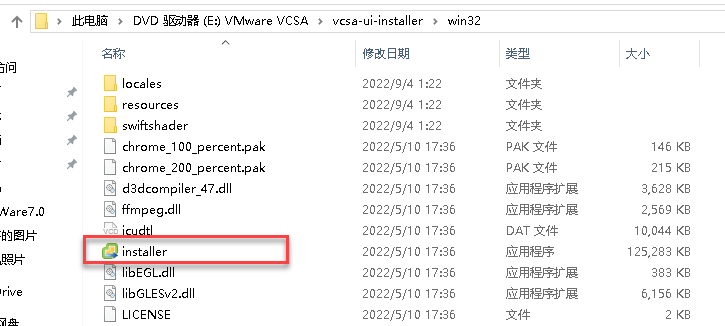 此电脑 > DVD 驱动器 (E:) VMware VCSA > vcsa-ui-installer > win32
名称 修改日期 类型 大小
访问
locales 2022/9/4 1:22 文件夹
resources 2022/9/4 1:22 文件夹
swiftshader 2022/9/4 1:22 文件夹
chrome_100_percent.pak 2022/5/10 17:36 PAK 文件 146 KB
chrome_200_percent.pak 2022/5/10 17:36 PAK 文件 215 KB
d3dcompiler_47.dll 2022/5/10 17:36 应用程序扩展 3,628 KB
Ware7.0
ffmpeg.dll 2022/5/10 17:36 应用程序扩展 2,569 KB
的图片
icudtl 2022/5/10 17:36 DAT 文件 10,044 KB
照片
installer 2022/5/10 17:36 应用程序 125,283 KB
libEGL.dll 2022/5/10 17:36 应用程序扩展 383 KB
Drive
libGLESv2.dll 2022/5/10 17:36 应用程序扩展 6,156 KB
网盘
LICENSE 2022/5/10 17:36 文件 2 KB